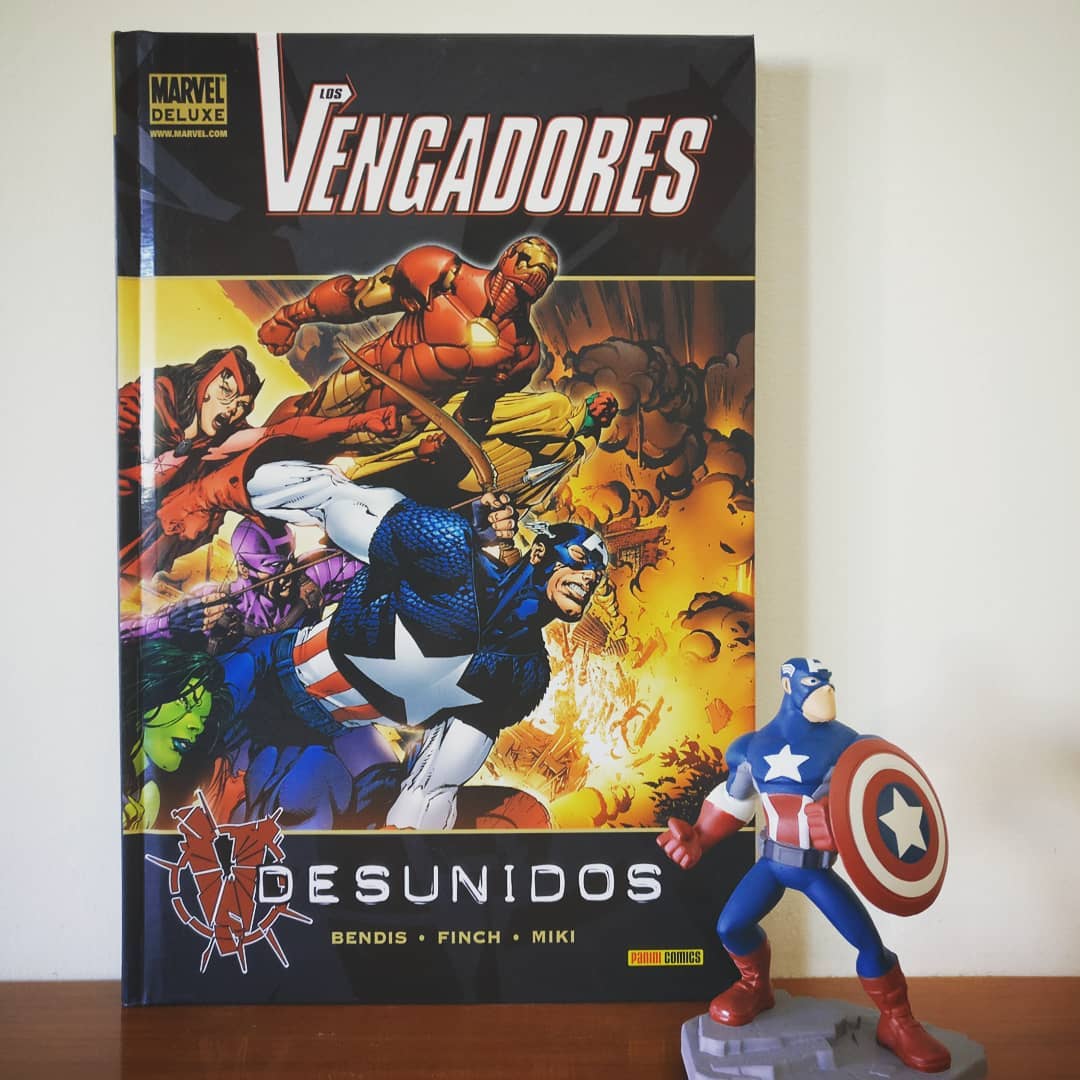 MARVEL
DELUXE
WWW.MARVEL.COM
LOS
VENGADORES
DESUNIDOS
BENDIS • FINCH • MIKI
PANINI COMICS